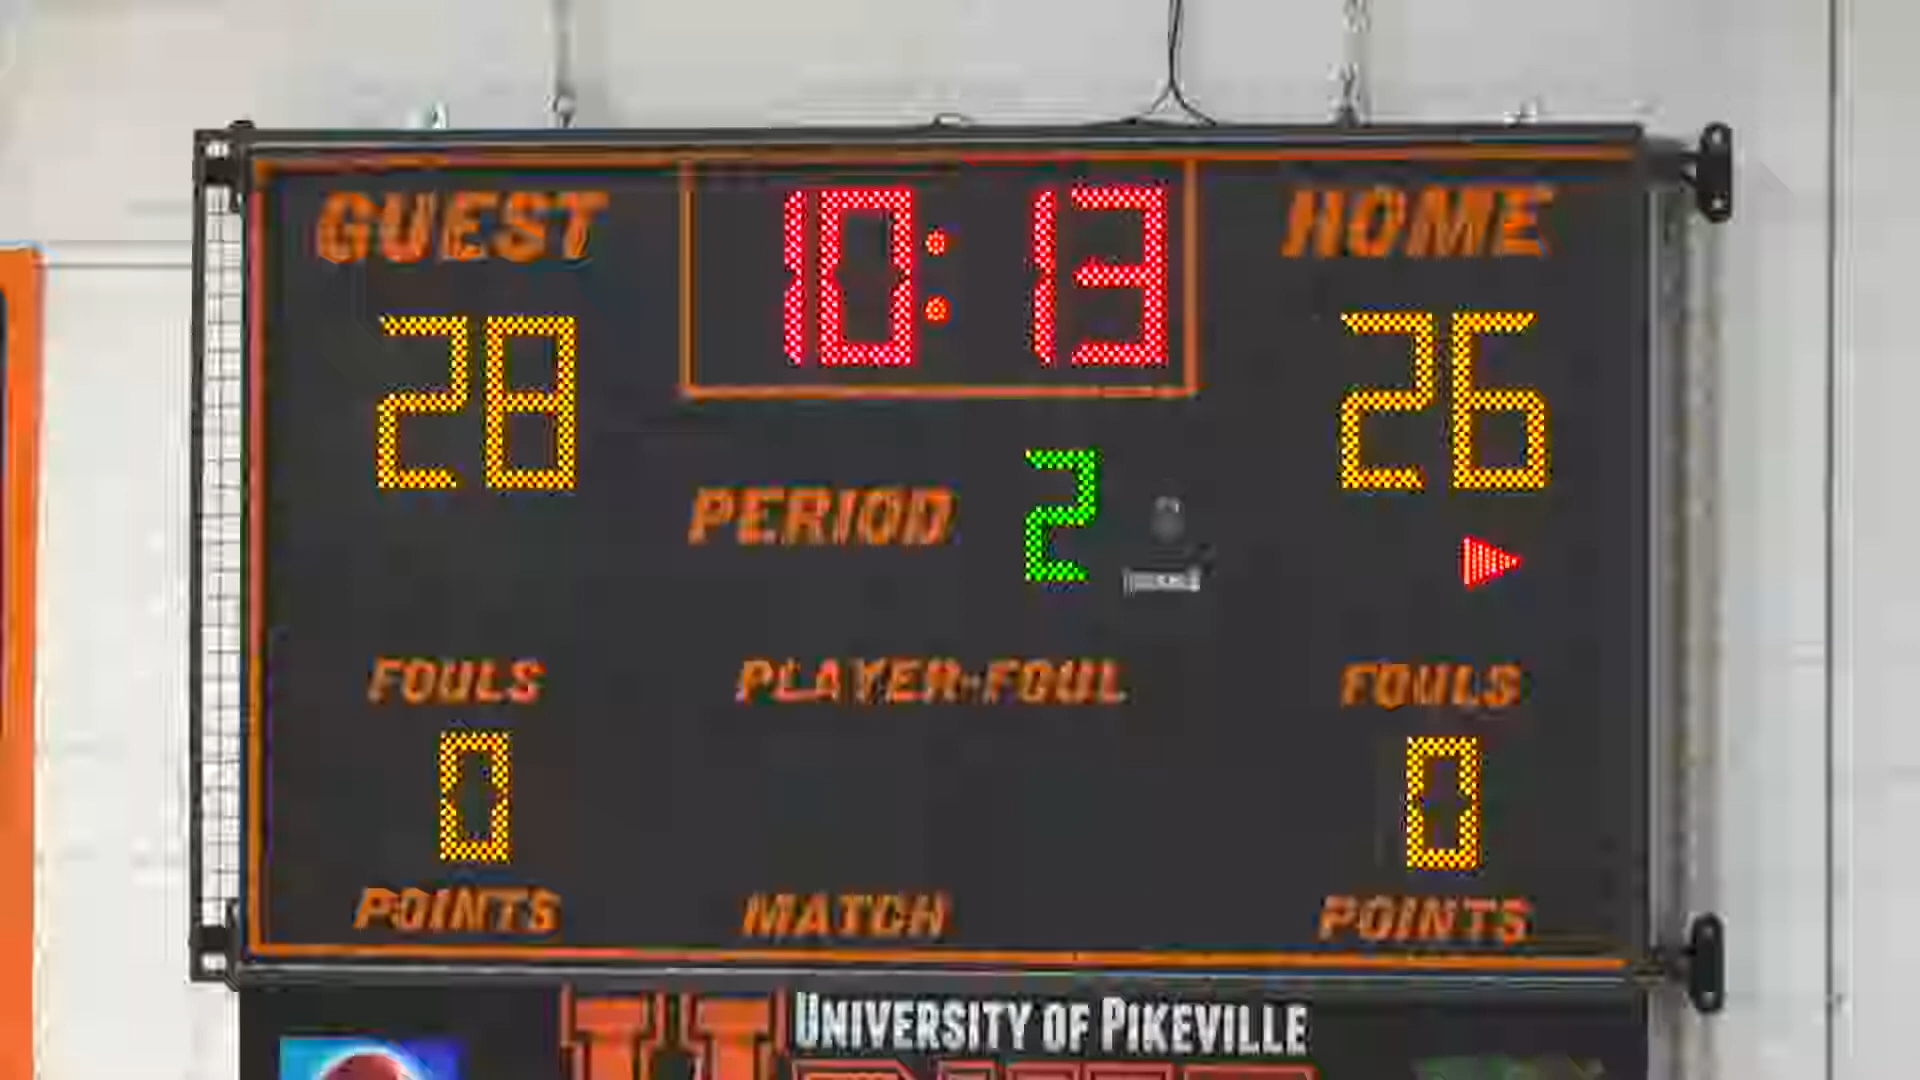 GUEST 10:13 HOME
28 26
PERIOD 2
FOULS PLAYER-FOUL FOULS
0 0
POINTS MATCH POINTS
UNIVERSITY OF PIKEVILLE